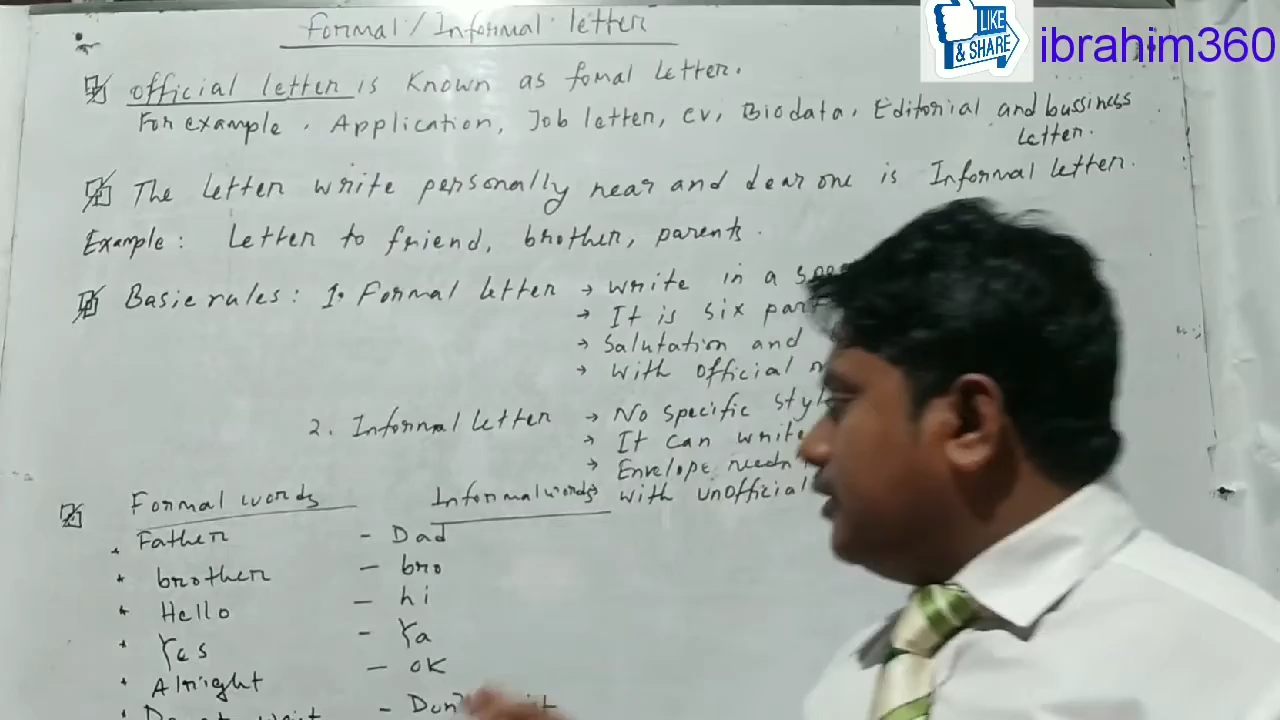 Formal / Informal letter
LIKE
& SHARE
ibrahim360
official letter is known as fomal letter.
For example, Application, Job letter, cv, Biodata, Editorial and bussiness
letter.
The letter write personally near and dear one is Informal letter.
Example: Letter to friend, brother, parents.
Basic rules: 1. Formal letter → write in a
→ It is six
→ Salutation and
→ with official
2. Informal letter → No specific
→ It can write
→ Envelope
with unofficial
Formal words Informal words
Father - Dad
brother - bro
Hello - hi
Yes - Ya
Alright - OK